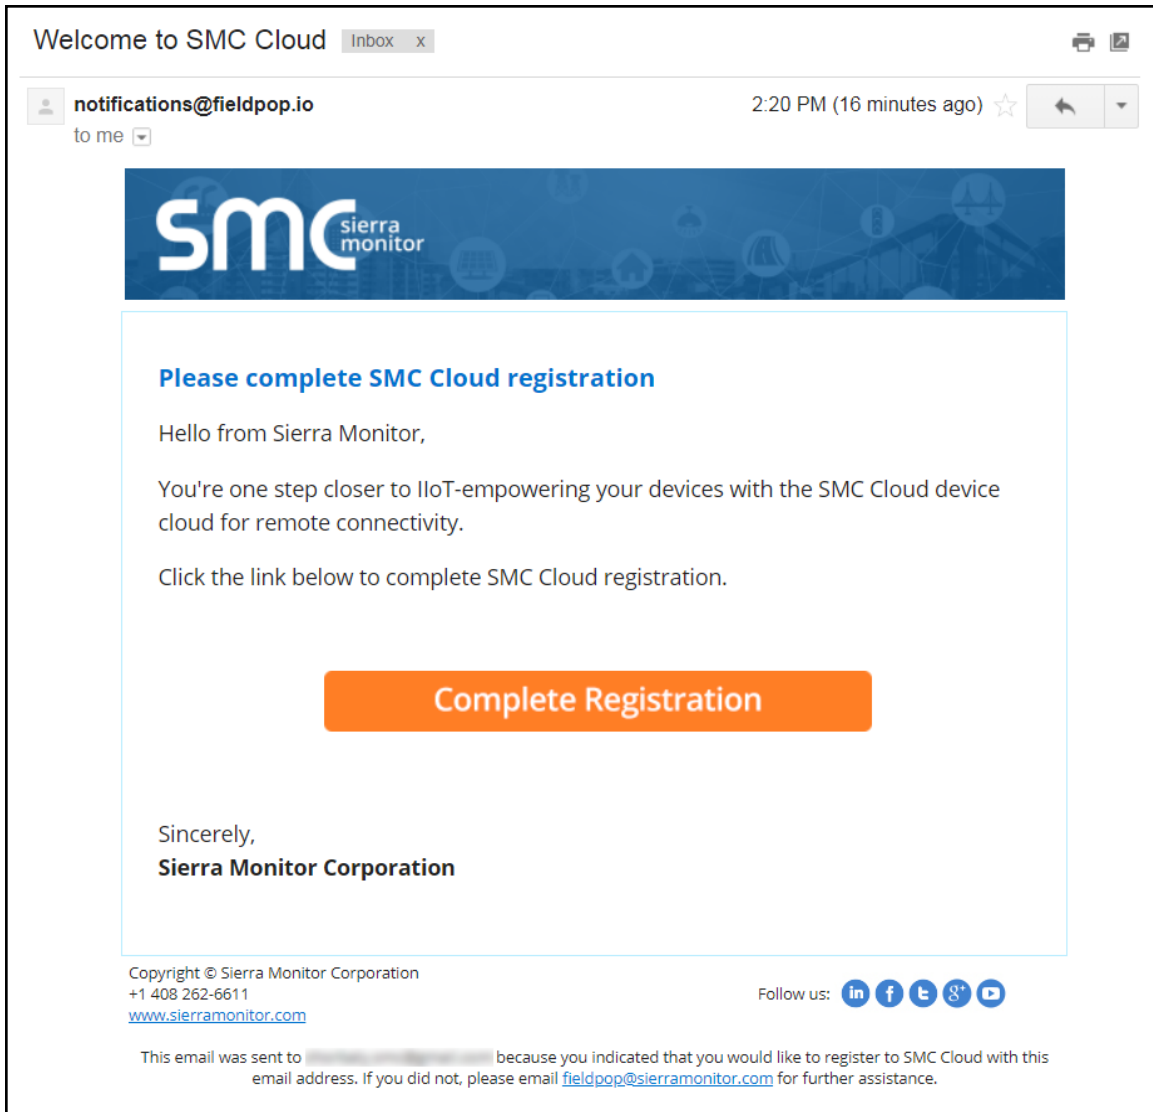 Welcome to SMC Cloud Inbox x
notifications@fieldpop.io 2:20 PM (16 minutes ago)
to me
smc sierra
monitor
Please complete SMC Cloud registration
Hello from Sierra Monitor,
You're one step closer to IIoT-empowering your devices with the SMC Cloud device
cloud for remote connectivity.
Click the link below to complete SMC Cloud registration.
Complete Registration
Sincerely,
Sierra Monitor Corporation
Copyright © Sierra Monitor Corporation
+1 408 262-6611
www.sierramonitor.com
Follow us: in f t g+
This email was sent to because you indicated that you would like to register to SMC Cloud with this
email address. If you did not, please email fieldpop@sierramonitor.com for further assistance.